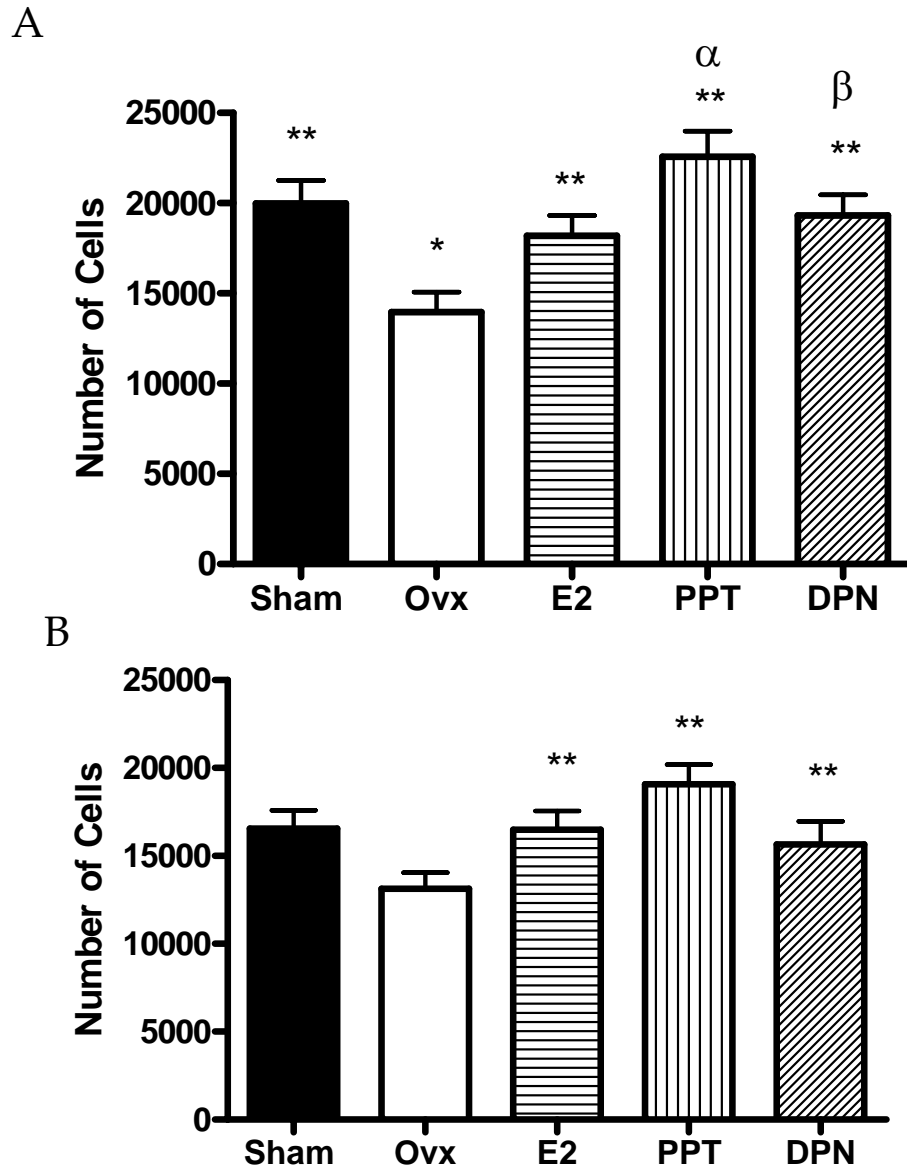 A
α
** ** β
** * ** **
25000
20000
15000
10000
5000
0
Number of Cells
Sham Ovx E2 PPT DPN
B
25000
20000
15000
10000
5000
0
Number of Cells
** ** **
Sham Ovx E2 PPT DPN